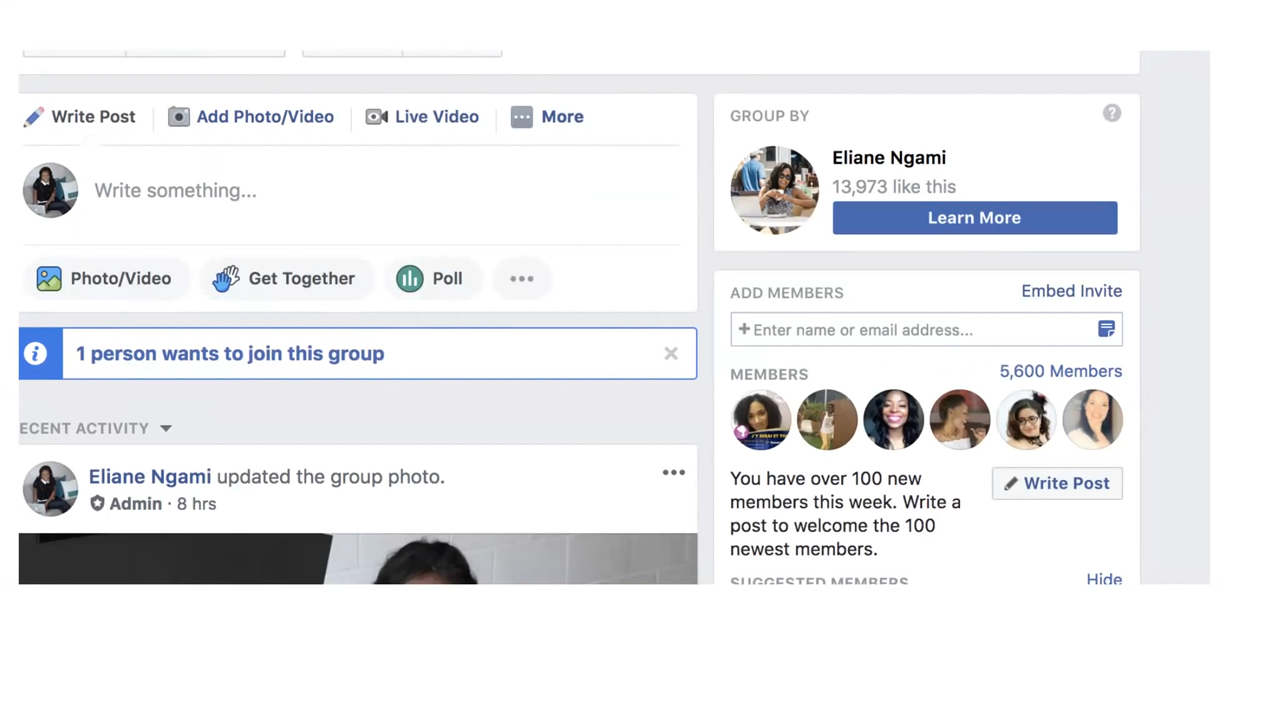 Write Post
Add Photo/Video
Live Video
More
Write something...
Photo/Video
Get Together
Poll
1 person wants to join this group
ECENT ACTIVITY
Eliane Ngami updated the group photo.
Admin · 8 hrs
GROUP BY
Eliane Ngami
13,973 like this
Learn More
ADD MEMBERS
Embed Invite
+Enter name or email address...
MEMBERS
5,600 Members
You have over 100 new
members this week. Write a
post to welcome the 100
newest members.
Write Post
SUGGESTED MEMBERS
Hide